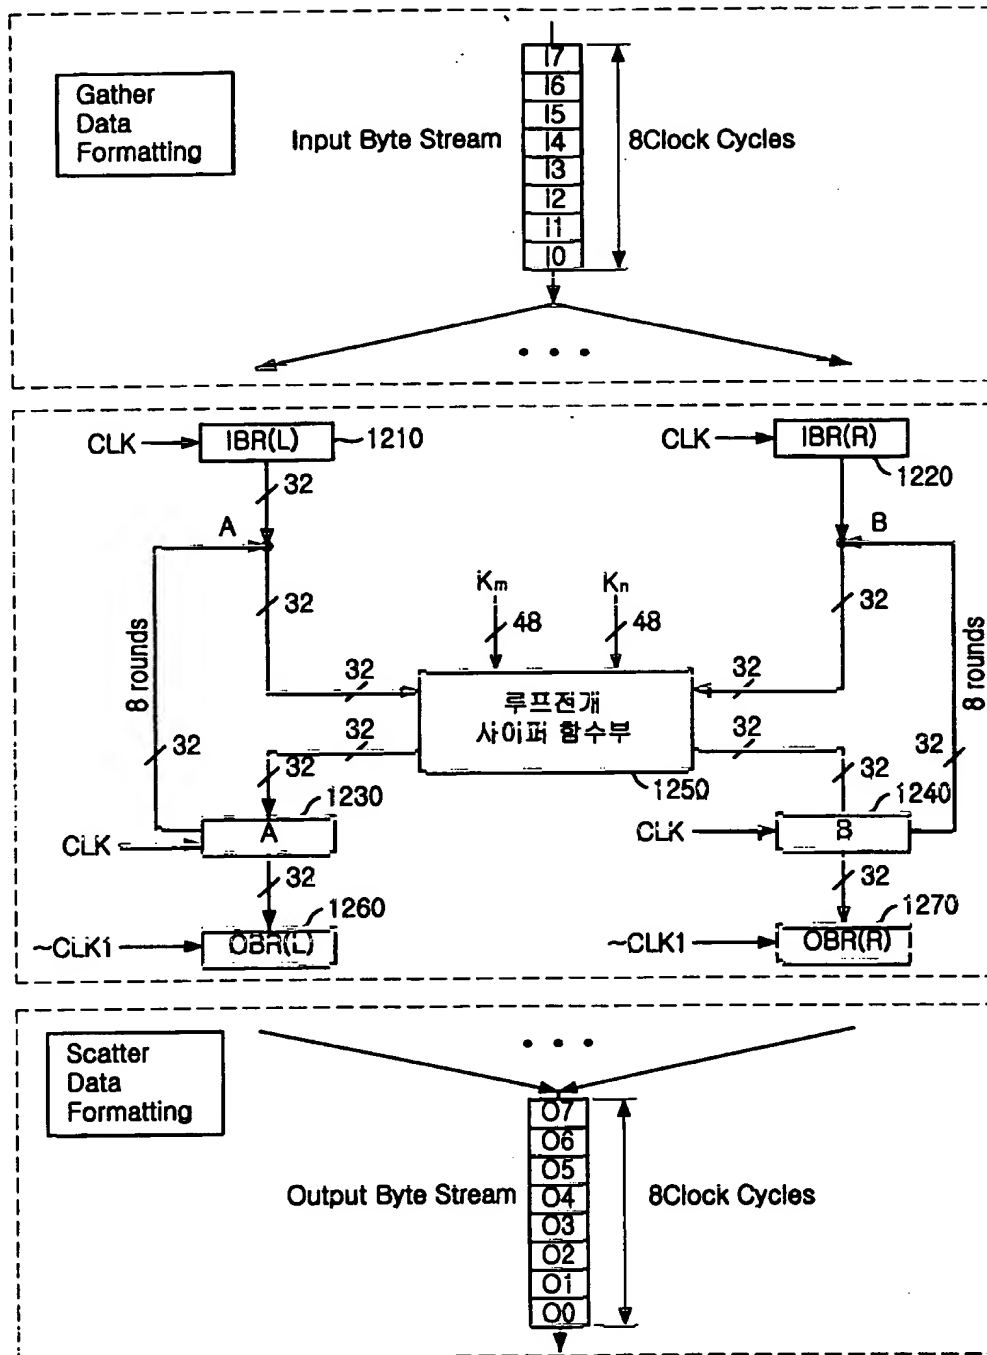 Gather
Data
Formatting
Input Byte Stream
I7
I6
I5
I4
I3
I2
I1
I0
8Clock Cycles
CLK
IBR(L)
1210
CLK
IBR(R)
1220
32
A
B
32
Km
Kn
32
48
48
8 rounds
8 rounds
32
32
루프전개
사이퍼 함수부
32
32
32
32
32
32
1250
1230
1240
CLK
A
CLK
B
32
32
1260
1270
~CLK1
OBR(L)
~CLK1
OBR(R)
Scatter
Data
Formatting
Output Byte Stream
O7
O6
O5
O4
O3
O2
O1
O0
8Clock Cycles